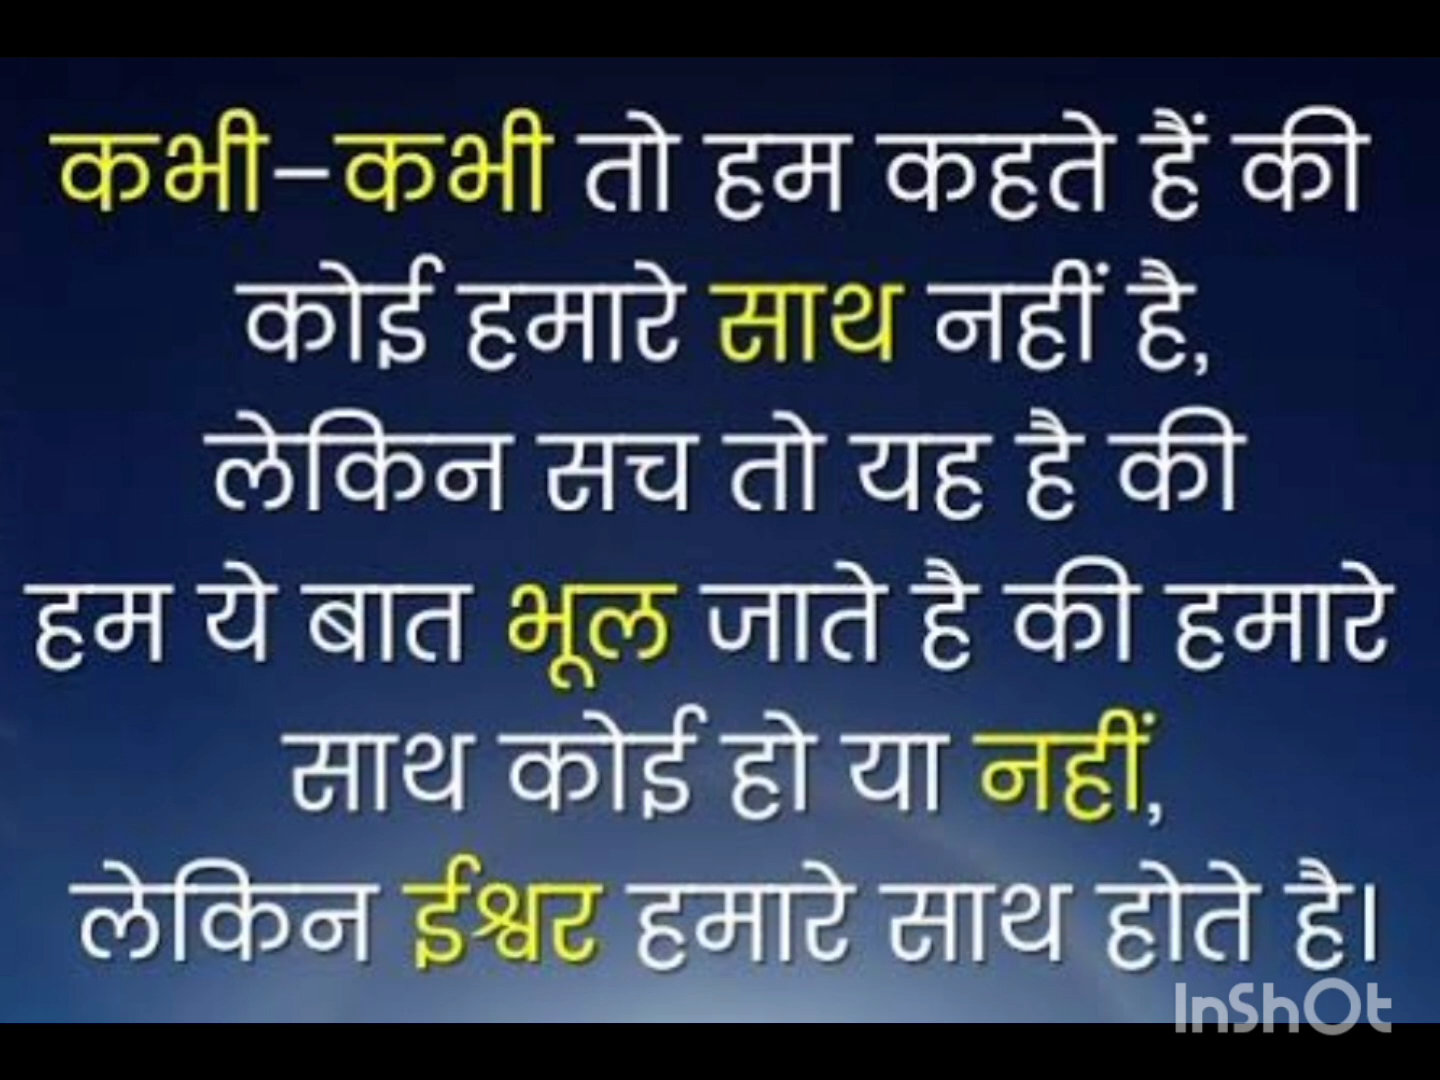 कभी-कभी तो हम कहते हैं की
कोई हमारे साथ नहीं है,
लेकिन सच तो यह है की
हम ये बात भूल जाते है की हमारे
साथ कोई हो या नहीं,
लेकिन ईश्वर हमारे साथ होते है।
InShOt